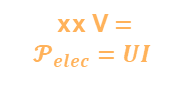 xx V =
𝒫elec = UI